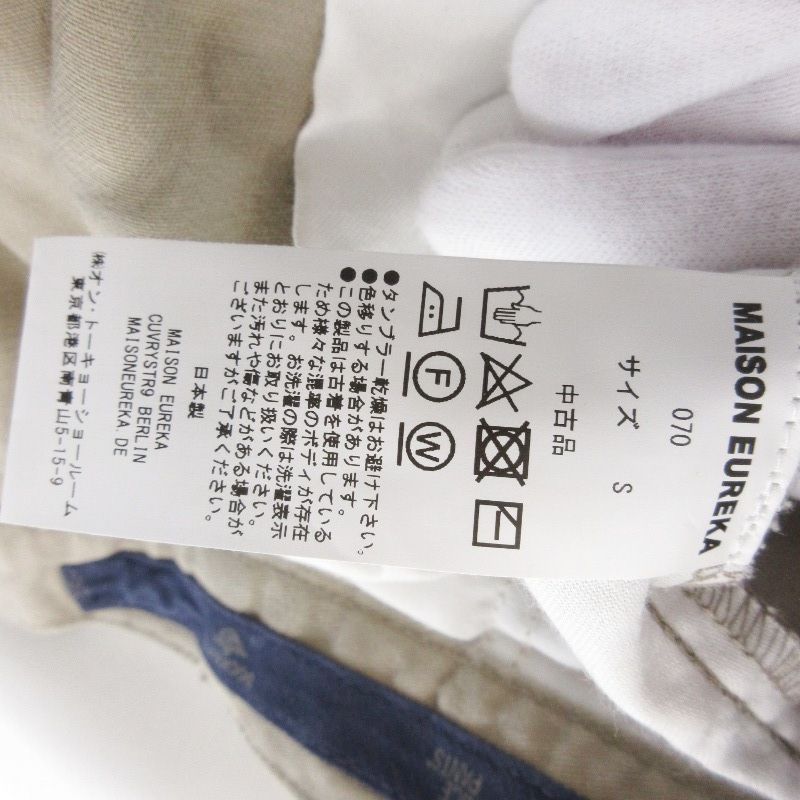 MAISON EUREKA
070
サイズ S
中古品
F
W
●タンブラー乾燥はお避け下さい。
●色移りする場合があります。
●この製品は古着を使用している
ため様々な混率のボディが存在
します。お洗濯の際は洗濯表示
とおりにお取り扱いください。
また汚れや傷などがある場合が
ございますがご了承ください。
日本製
MAISON EUREKA
CUVRYSTR9 BERLIN
MAISONEUREKA.DE
㈱オン・トーキョーショールーム
東京都港区南青山5-15-9
PANTS